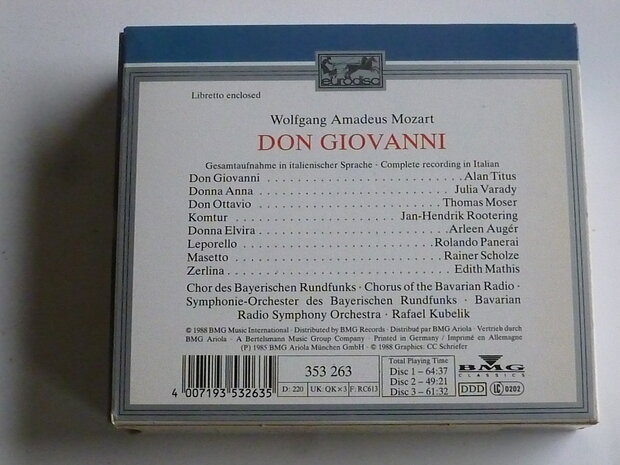 eurodisc
Libretto enclosed
Wolfgang Amadeus Mozart
DON GIOVANNI
Gesamtaufnahme in italienischer Sprache · Complete recording in Italian
Don Giovanni . . . . . . . . . . . . . . . . . . . . Alan Titus
Donna Anna . . . . . . . . . . . . . . . . . . . . Julia Varady
Don Ottavio . . . . . . . . . . . . . . . . . . . . Thomas Moser
Komtur . . . . . . . . . . . . . . . . . . . . Jan-Hendrik Rootering
Donna Elvira . . . . . . . . . . . . . . . . . . . . Arleen Augér
Leporello . . . . . . . . . . . . . . . . . . . . Rolando Panerai
Masetto . . . . . . . . . . . . . . . . . . . . Rainer Scholze
Zerlina . . . . . . . . . . . . . . . . . . . . Edith Mathis
Chor des Bayerischen Rundfunks · Chorus of the Bavarian Radio ·
Symphonie-Orchester des Bayerischen Rundfunks · Bavarian
Radio Symphony Orchestra · Rafael Kubelik
© 1988 BMG Music International · Distributed by BMG Records · Distribué par BMG Ariola · Vertrieb durch
BMG Ariola · A Bertelsmann Music Group Company · Printed in Germany / Imprimé en Allemagne
(P) 1985 BMG Ariola München GmbH · © 1988 Graphics: CC Schriefer
4 007193 532635
353 263
D: 220 UK: QK×3 F: RC613
Total Playing Time
Disc 1 – 64:37
Disc 2 – 49:21
Disc 3 – 61:32
BMG
CLASSICS
DDD LC 0202